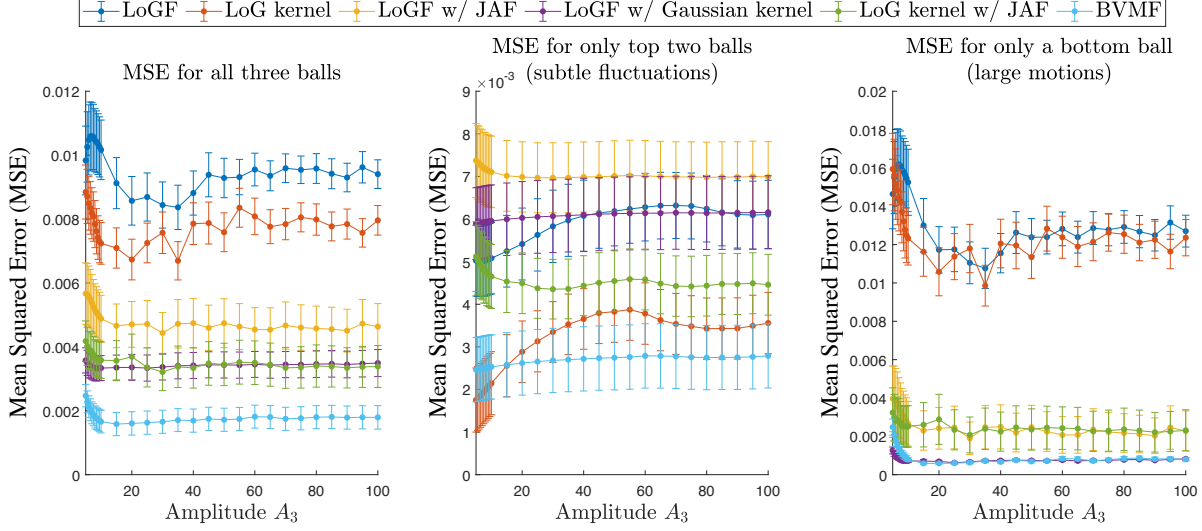 LoGF LoG kernel LoGF w/ JAF LoGF w/ Gaussian kernel LoG kernel w/ JAF BVMF
MSE for all three balls
Mean Squared Error (MSE)
0.012
0.01
0.008
0.006
0.004
0.002
0
20 40 60 80 100
Amplitude A₃
MSE for only top two balls
(subtle fluctuations)
×10⁻³
Mean Squared Error (MSE)
9
8
7
6
5
4
3
2
1
0
20 40 60 80 100
Amplitude A₃
MSE for only a bottom ball
(large motions)
Mean Squared Error (MSE)
0.02
0.018
0.016
0.014
0.012
0.01
0.008
0.006
0.004
0.002
0
20 40 60 80 100
Amplitude A₃